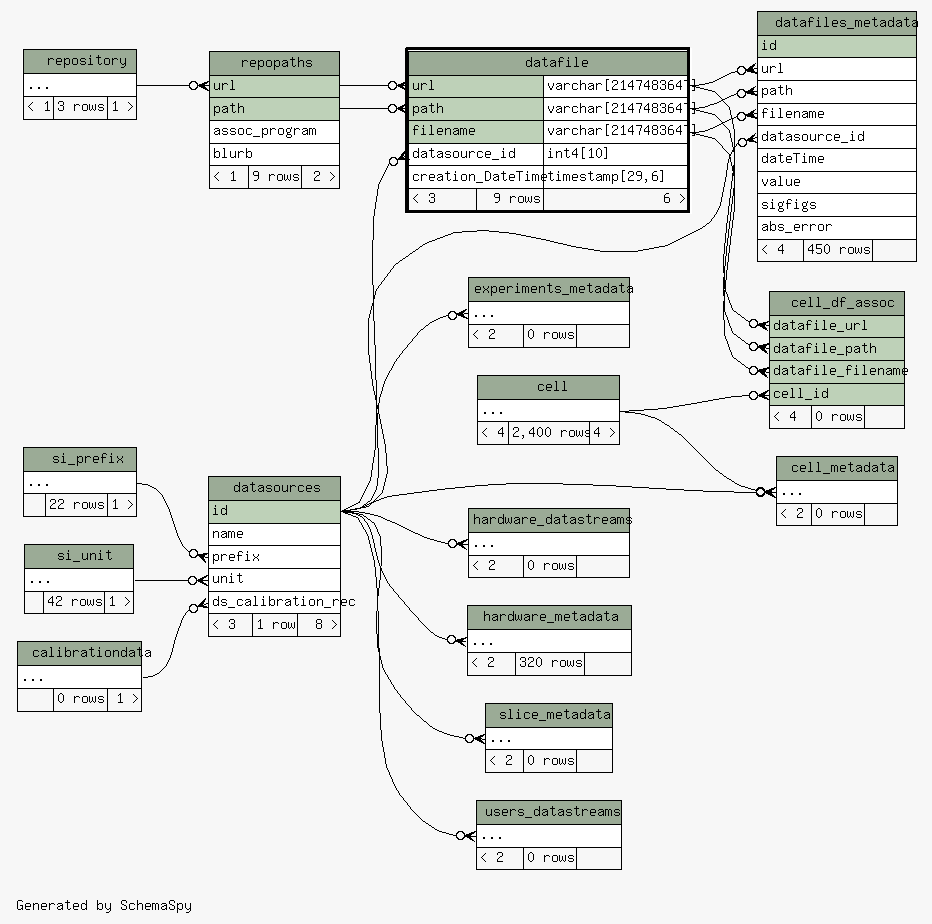 repository
...
< 1 3 rows 1 >
repopaths
url
path
assoc_program
blurb
< 1 9 rows 2 >
datafile
url varchar[214748364
path varchar[214748364
filename varchar[214748364
datasource_id int4[10]
creation_DateTime timestamp[29,6]
< 3 9 rows 6 >
datafiles_metadata
id
url
path
filename
datasource_id
dateTime
value
sigfigs
abs_error
< 4 450 rows
experiments_metadata
...
< 2 0 rows
cell_df_assoc
datafile_url
datafile_path
datafile_filename
cell_id
< 4 0 rows
cell
...
< 4 2,400 rows 4 >
cell_metadata
...
< 2 0 rows
si_prefix
...
22 rows 1 >
si_unit
...
42 rows 1 >
calibrationdata
...
0 rows 1 >
datasources
id
name
prefix
unit
ds_calibration_rec
< 3 1 row 8 >
hardware_datastreams
...
< 2 0 rows
hardware_metadata
...
< 2 320 rows
slice_metadata
...
< 2 0 rows
users_datastreams
...
< 2 0 rows
Generated by SchemaSpy